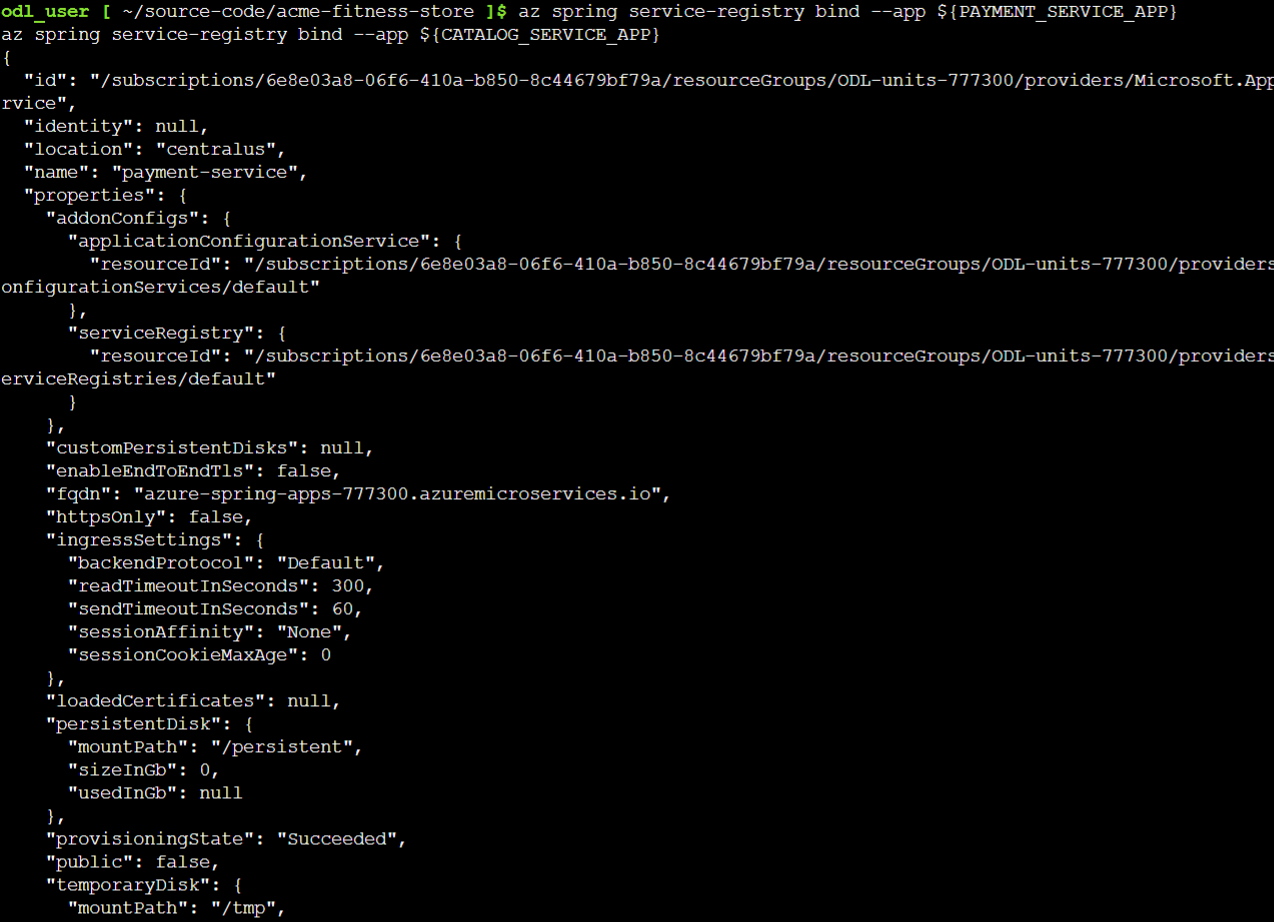 odl_user [ ~/source-code/acme-fitness-store ]$ az spring service-registry bind --app ${PAYMENT_SERVICE_APP}
az spring service-registry bind --app ${CATALOG_SERVICE_APP}
{
  "id": "/subscriptions/6e8e03a8-06f6-410a-b850-8c44679bf79a/resourceGroups/ODL-units-777300/providers/Microsoft.App
rvice",
  "identity": null,
  "location": "centralus",
  "name": "payment-service",
  "properties": {
    "addonConfigs": {
      "applicationConfigurationService": {
        "resourceId": "/subscriptions/6e8e03a8-06f6-410a-b850-8c44679bf79a/resourceGroups/ODL-units-777300/providers
onfigurationServices/default"
      },
      "serviceRegistry": {
        "resourceId": "/subscriptions/6e8e03a8-06f6-410a-b850-8c44679bf79a/resourceGroups/ODL-units-777300/providers
erviceRegistries/default"
      }
    },
    "customPersistentDisks": null,
    "enableEndToEndTls": false,
    "fqdn": "azure-spring-apps-777300.azuremicroservices.io",
    "httpsOnly": false,
    "ingressSettings": {
      "backendProtocol": "Default",
      "readTimeoutInSeconds": 300,
      "sendTimeoutInSeconds": 60,
      "sessionAffinity": "None",
      "sessionCookieMaxAge": 0
    },
    "loadedCertificates": null,
    "persistentDisk": {
      "mountPath": "/persistent",
      "sizeInGb": 0,
      "usedInGb": null
    },
    "provisioningState": "Succeeded",
    "public": false,
    "temporaryDisk": {
      "mountPath": "/tmp",